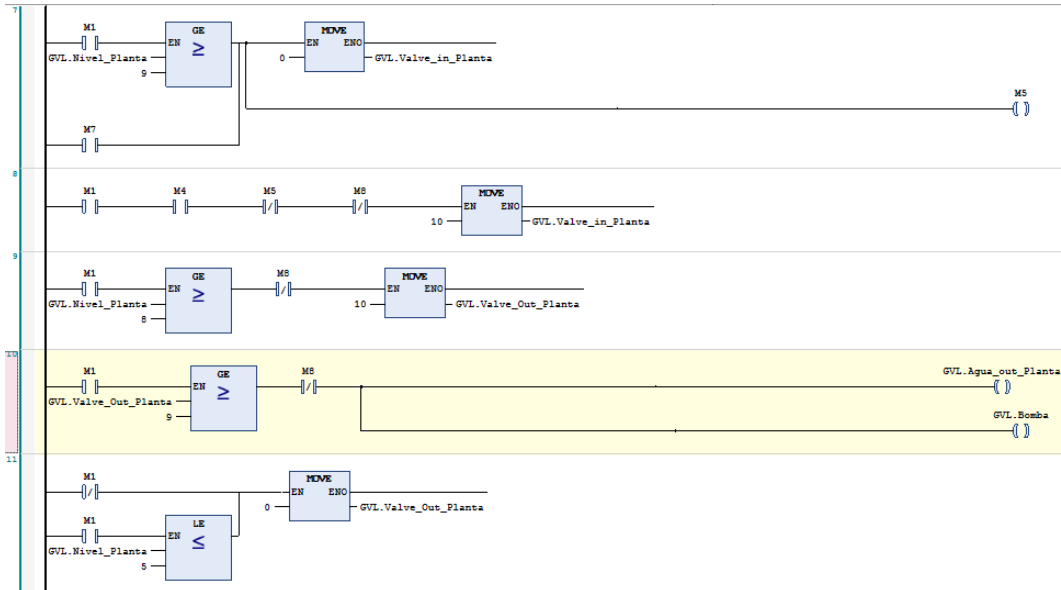 7
M1
GE
MOVE
EN
≥
EN ENO
GVL.Nivel_Planta
0
GVL.Valve_in_Planta
9
M5
M7
8
M1 M4 M5 M8
MOVE
EN ENO
10
GVL.Valve_in_Planta
9
M1
GE
M8
MOVE
EN
≥
EN ENO
GVL.Nivel_Planta
10
GVL.Valve_Out_Planta
8
10
M1
GE
M8
GVL.Agua_out_Planta
EN
≥
GVL.Valve_Out_Planta
9
GVL.Bomba
11
M1
MOVE
EN ENO
0
GVL.Valve_Out_Planta
M1
LE
EN
≤
GVL.Nivel_Planta
5